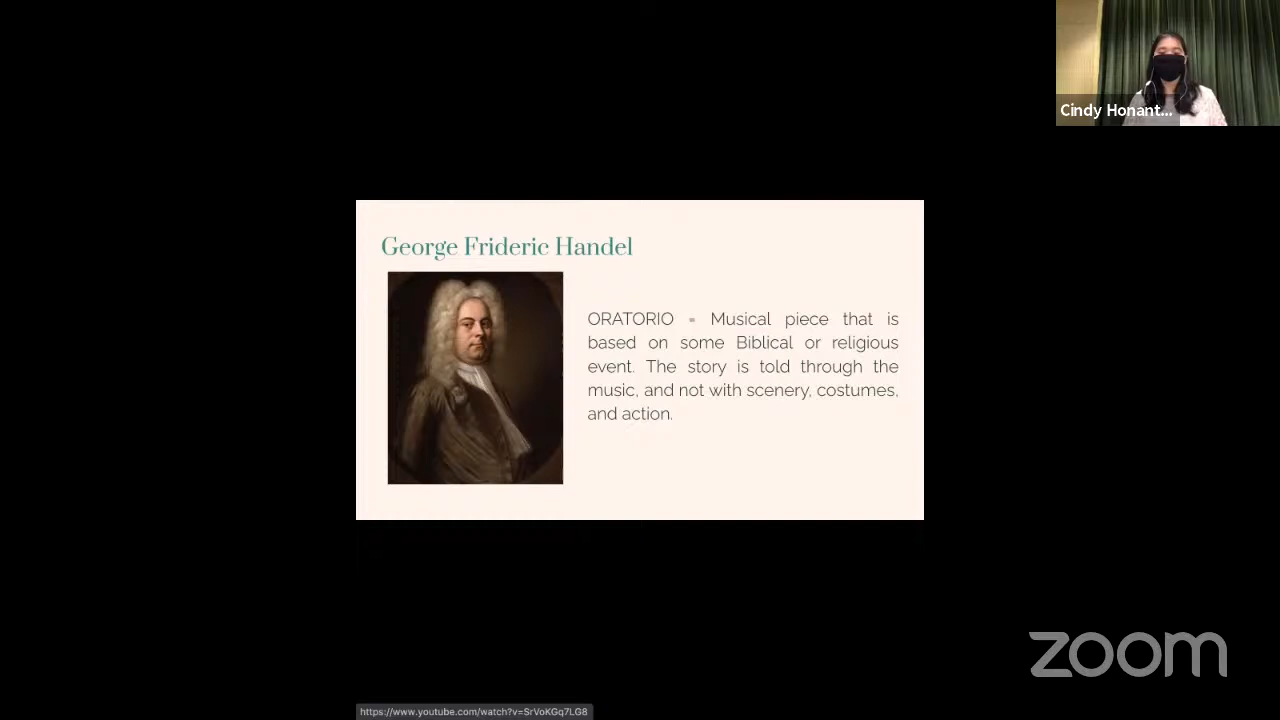 Cindy Honant...
George Frideric Handel
ORATORIO = Musical piece that is
based on some Biblical or religious
event. The story is told through the
music, and not with scenery, costumes,
and action.
zoom
https://www.youtube.com/watch?v=SrVoKGq7LG8